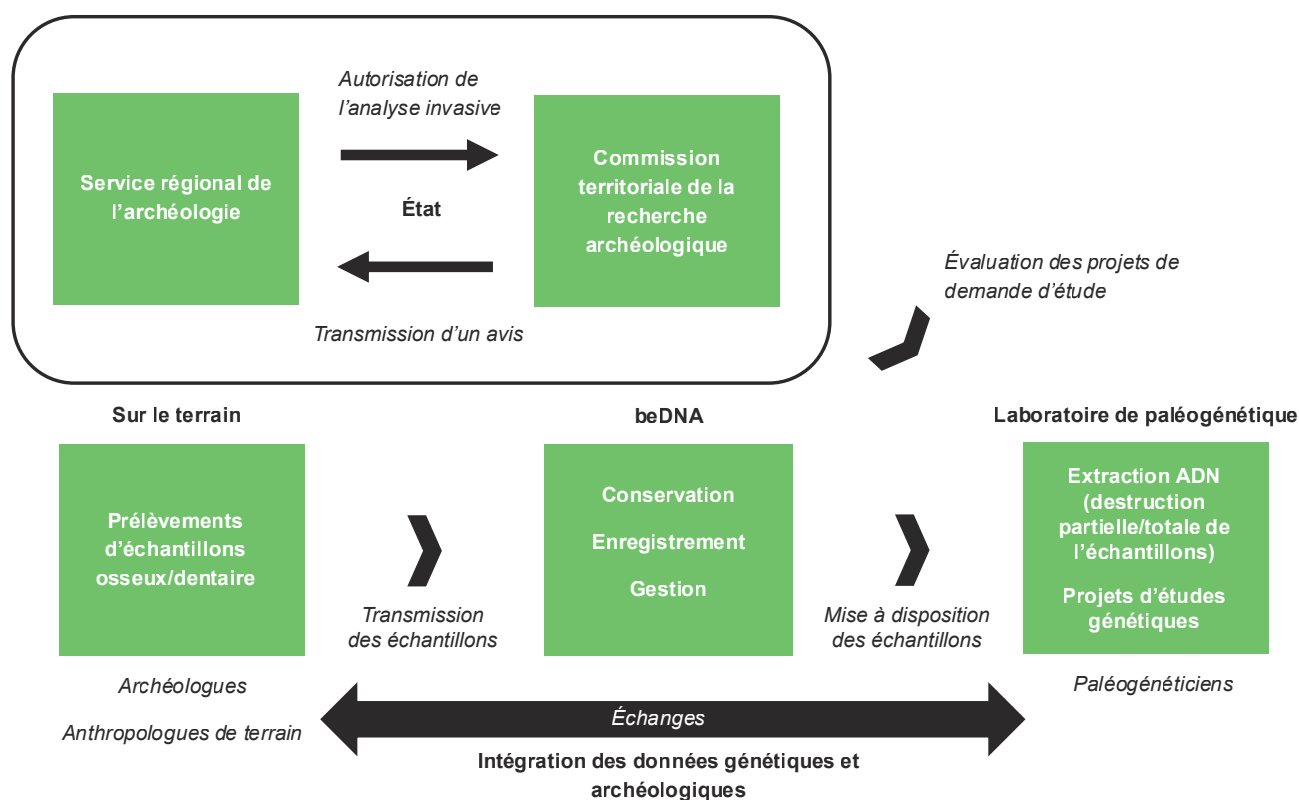 Autorisation de
l'analyse invasive
Service régional de
l'archéologie
État
Commission
territoriale de la
recherche
archéologique
Transmission d'un avis
Évaluation des projets de
demande d'étude
Sur le terrain
Prélèvements
d'échantillons
osseux/dentaire
Archéologues
Anthropologues de terrain
Transmission
des échantillons
beDNA
Conservation
Enregistrement
Gestion
Mise à disposition
des échantillons
Laboratoire de paléogénétique
Extraction ADN
(destruction
partielle/totale de
l'échantillons)
Projets d'études
génétiques
Paléogénéticiens
Échanges
Intégration des données génétiques et
archéologiques